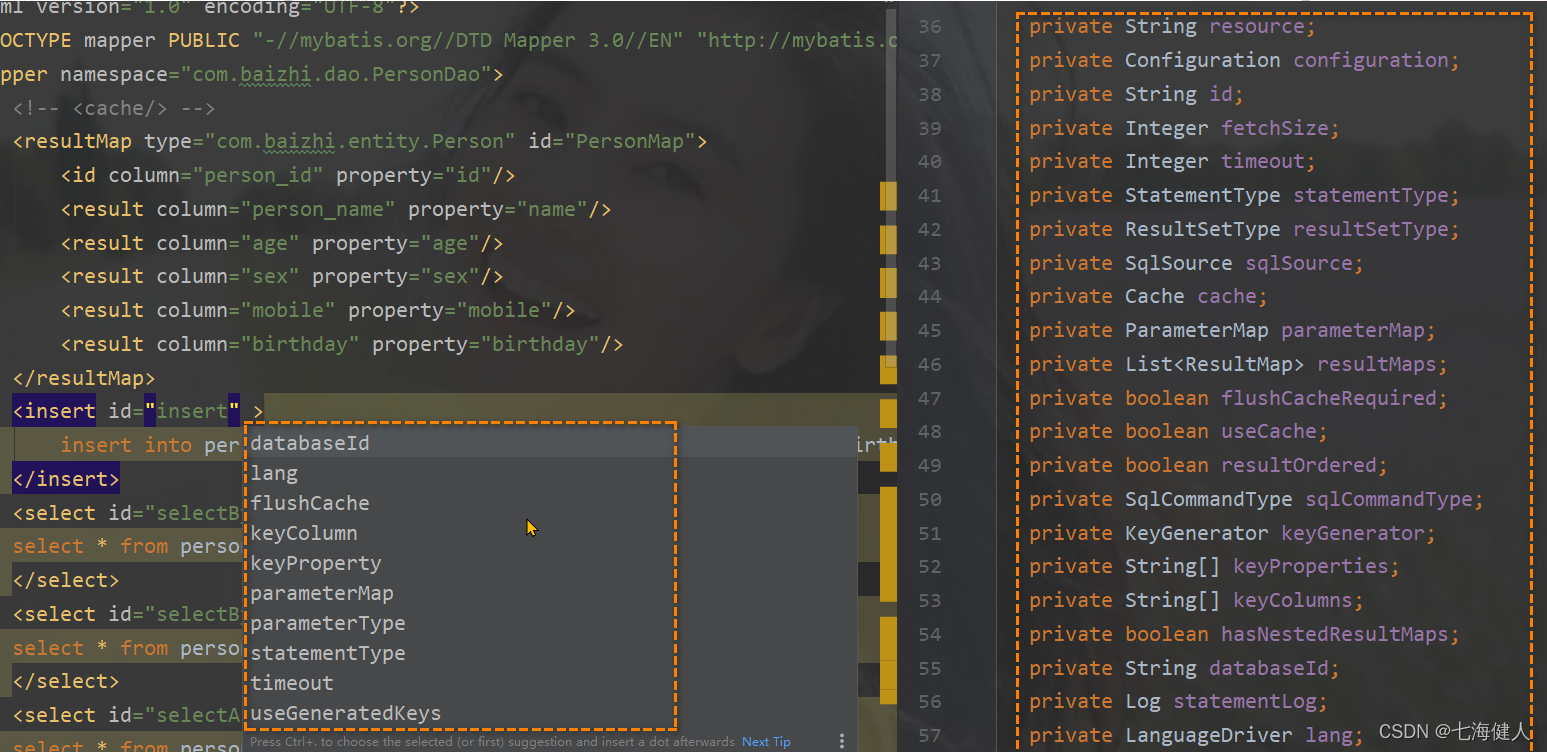 ml version="1.0" encoding="UTF-8"?>
OCTYPE mapper PUBLIC "-//mybatis.org//DTD Mapper 3.0//EN" "http://mybatis.
pper namespace="com.baizhi.dao.PersonDao">
<!-- <cache/> -->
<resultMap type="com.baizhi.entity.Person" id="PersonMap">
<id column="person_id" property="id"/>
<result column="person_name" property="name"/>
<result column="age" property="age"/>
<result column="sex" property="sex"/>
<result column="mobile" property="mobile"/>
<result column="birthday" property="birthday"/>
</resultMap>
<insert id="insert" >
insert into per
</insert>
<select id="selectB
select * from perso
</select>
<select id="selectB
select * from perso
</select>
<select id="selectA
select * from perso
databaseId
lang
flushCache
keyColumn
keyProperty
parameterMap
parameterType
statementType
timeout
useGeneratedKeys
Press Ctrl+. to choose the selected (or first) suggestion and insert a dot afterwards Next Tip
36 private String resource;
37 private Configuration configuration;
38 private String id;
39 private Integer fetchSize;
40 private Integer timeout;
41 private StatementType statementType;
42 private ResultSetType resultSetType;
43 private SqlSource sqlSource;
44 private Cache cache;
45 private ParameterMap parameterMap;
46 private List<ResultMap> resultMaps;
47 private boolean flushCacheRequired;
48 private boolean useCache;
49 private boolean resultOrdered;
50 private SqlCommandType sqlCommandType;
51 private KeyGenerator keyGenerator;
52 private String[] keyProperties;
53 private String[] keyColumns;
54 private boolean hasNestedResultMaps;
55 private String databaseId;
56 private Log statementLog;
57 private LanguageDriver lang;
CSDN @七海健人